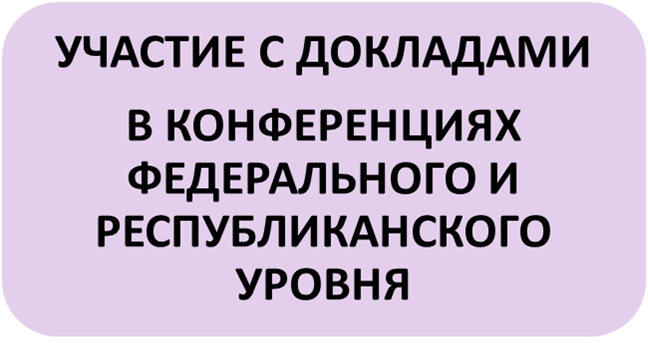 УЧАСТИЕ С ДОКЛАДАМИ
В КОНФЕРЕНЦИЯХ
ФЕДЕРАЛЬНОГО И
РЕСПУБЛИКАНСКОГО
УРОВНЯ